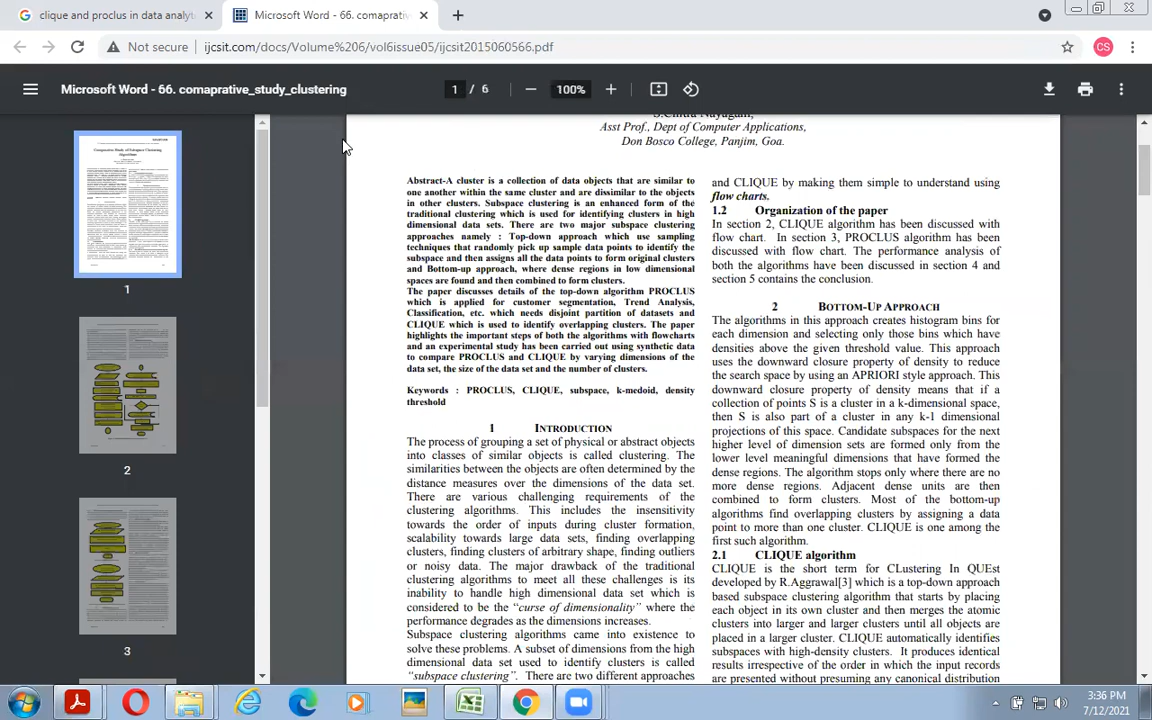 clique and proclus in data analyt
Microsoft Word - 66. comaprative
Not secure
ijcsit.com/docs/Volume%206/vol6issue05/ijcsit2015060566.pdf
CS
Microsoft Word - 66. comaprative_study_clustering
1 / 6
100%
1
2
3
S.Chitra Nayagam,
Asst Prof., Dept of Computer Applications,
Don Bosco College, Panjim, Goa.
Abstract-A cluster is a collection of data objects that are similar to
one another within the same cluster and are dissimilar to the objects
in other clusters. Subspace clustering is an enhanced form of the
traditional clustering which is used for identifying clusters in high
dimensional data sets. There are two major subspace clustering
approaches namely : Top-down approach which use sampling
techniques that randomly pick up sample data points to identify the
subspace and then assigns all the data points to form original clusters
and Bottom-up approach, where dense regions in low dimensional
spaces are found and then combined to form clusters.
The paper discusses details of the top-down algorithm PROCLUS
which is applied for customer segmentation, Trend Analysis,
Classification, etc. which needs disjoint partition of datasets and
CLIQUE which is used to identify overlapping clusters. The paper
highlights the important steps of both the algorithms with flowcharts
and an experimental study has been carried out using synthetic data
to compare PROCLUS and CLIQUE by varying dimensions of the
data set, the size of the data set and the number of clusters.
Keywords : PROCLUS, CLIQUE, subspace, k-medoid, density
threshold
1 INTRODUCTION
The process of grouping a set of physical or abstract objects
into classes of similar objects is called clustering. The
similarities between the objects are often determined by the
distance measures over the dimensions of the data set.
There are various challenging requirements of the
clustering algorithms. This includes the insensitivity
towards the order of inputs during cluster formation,
scalability towards large data sets, finding overlapping
clusters, finding clusters of arbitrary shape, finding outliers
or noisy data. The major drawback of the traditional
clustering algorithms to meet all these challenges is its
inability to handle high dimensional data set which is
considered to be the “curse of dimensionality” where the
performance degrades as the dimensions increases.
Subspace clustering algorithms came into existence to
solve these problems. A subset of dimensions from the high
dimensional data set used to identify clusters is called
“subspace clustering”. There are two different approaches
and CLIQUE by making them simple to understand using
flow charts.
1.2 Organization of the paper
In section 2, CLIQUE algorithm has been discussed with
flow chart. In section 3, PROCLUS algorithm has been
discussed with flow chart. The performance analysis of
both the algorithms have been discussed in section 4 and
section 5 contains the conclusion.
2 BOTTOM-UP APPROACH
The algorithms in this approach creates histogram bins for
each dimension and selecting only those bins which have
densities above the given threshold value. This approach
uses the downward closure property of density to reduce
the search space by using an APRIORI style approach. This
downward closure property of density means that if a
collection of points S is a cluster in a k-dimensional space,
then S is also part of a cluster in any k-1 dimensional
projections of this space. Candidate subspaces for the next
higher level of dimension sets are formed only from the
lower level meaningful dimensions that have formed the
dense regions. The algorithm stops only where there are no
more dense regions. Adjacent dense units are then
combined to form clusters. Most of the bottom-up
algorithms find overlapping clusters by assigning a data
point to more than one cluster. CLIQUE is one among the
first such algorithm.
2.1 CLIQUE algorithm
CLIQUE is the short term for CLustering In QUEst
developed by R.Aggrawal[3] which is a top-down approach
based subspace clustering algorithm that starts by placing
each object in its own cluster and then merges the atomic
clusters into larger and larger clusters until all objects are
placed in a larger cluster. CLIQUE automatically identifies
subspaces with high-density clusters. It produces identical
results irrespective of the order in which the input records
are presented without presuming any canonical distribution
3:36 PM
7/12/2021